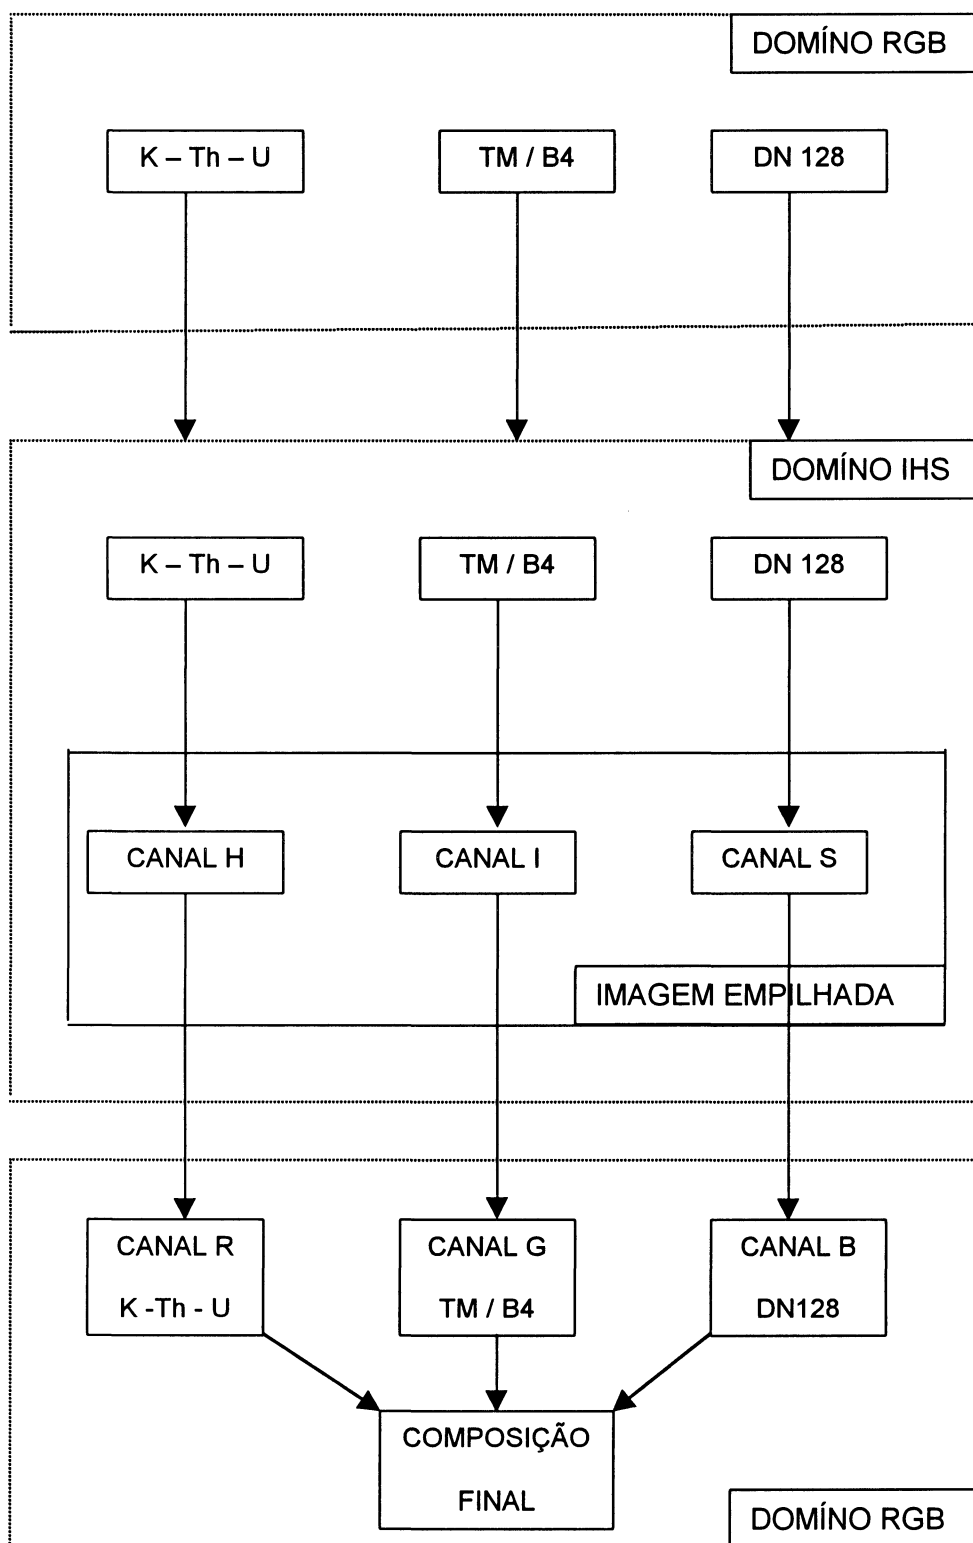 DOMÍNO RGB
K – Th – U
TM / B4
DN 128
DOMÍNO IHS
K – Th – U
TM / B4
DN 128
CANAL H
CANAL I
CANAL S
IMAGEM EMPILHADA
CANAL R
K -Th - U
CANAL G
TM / B4
CANAL B
DN128
COMPOSIÇÃO
FINAL
DOMÍNO RGB